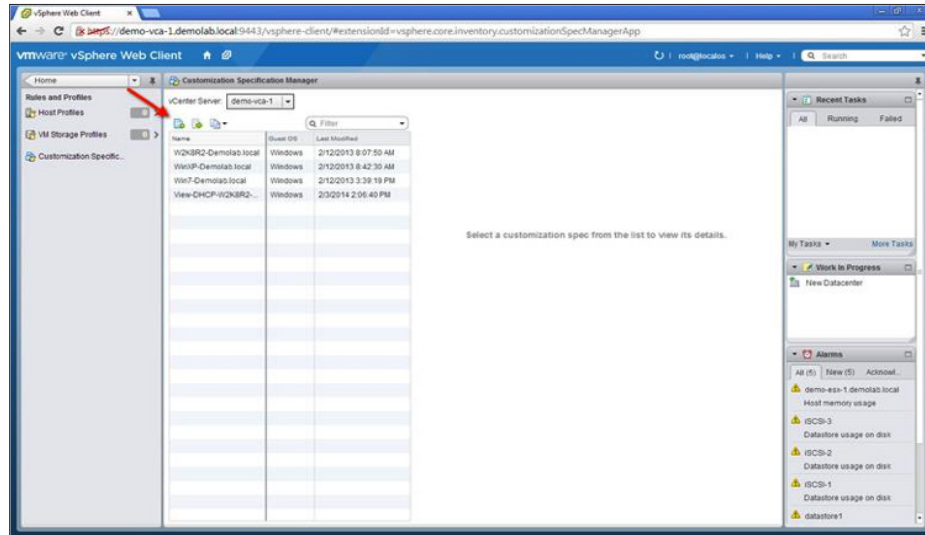 vSphere Web Client
https://demo-vca-1.demolab.local:9443/vsphere-client/#extensionId=vsphere.core.inventory.customizationSpecManagerApp
vmware® vSphere Web Client
root@localos
Help
Search
Home
Rules and Profiles
Host Profiles
0
VM Storage Profiles
0
Customization Specific...
Customization Specification Manager
vCenter Server:
demo-vca-1
Filter
Name
Guest OS
Last Modified
W2K8R2-Demolab.local
Windows
2/12/2013 8:07:50 AM
WinXP-Demolab.local
Windows
2/12/2013 8:42:30 AM
Win7-Demolab.local
Windows
2/12/2013 3:39:19 PM
View-DHCP-W2K8R2-...
Windows
2/3/2014 2:06:40 PM
Select a customization spec from the list to view its details.
Recent Tasks
All
Running
Failed
My Tasks
More Tasks
Work In Progress
New Datacenter
Alarms
All (5)
New (5)
Acknowl...
demo-esx-1.demolab.local
Host memory usage
iSCSI-3
Datastore usage on disk
iSCSI-2
Datastore usage on disk
iSCSI-1
Datastore usage on disk
datastore1